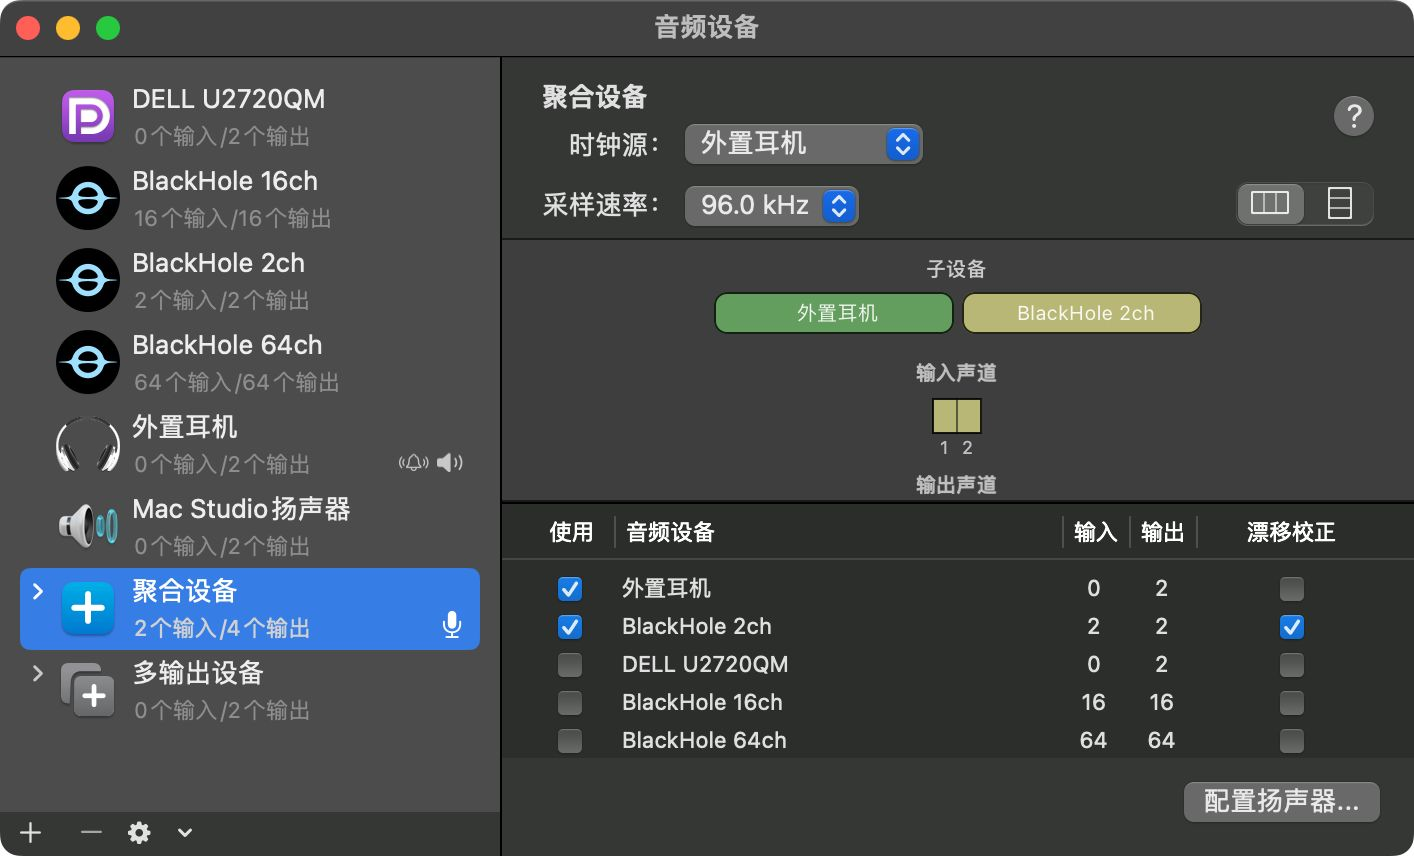 音频设备
DELL U2720QM
0个输入/2个输出
BlackHole 16ch
16个输入/16个输出
BlackHole 2ch
2个输入/2个输出
BlackHole 64ch
64个输入/64个输出
外置耳机
0个输入/2个输出
Mac Studio扬声器
0个输入/2个输出
聚合设备
2个输入/4个输出
多输出设备
0个输入/2个输出
聚合设备
?
时钟源： 外置耳机
采样速率： 96.0 kHz
子设备
外置耳机 BlackHole 2ch
输入声道
1 2
输出声道
使用 音频设备 输入 输出 漂移校正
外置耳机 0 2
BlackHole 2ch 2 2
DELL U2720QM 0 2
BlackHole 16ch 16 16
BlackHole 64ch 64 64
配置扬声器...